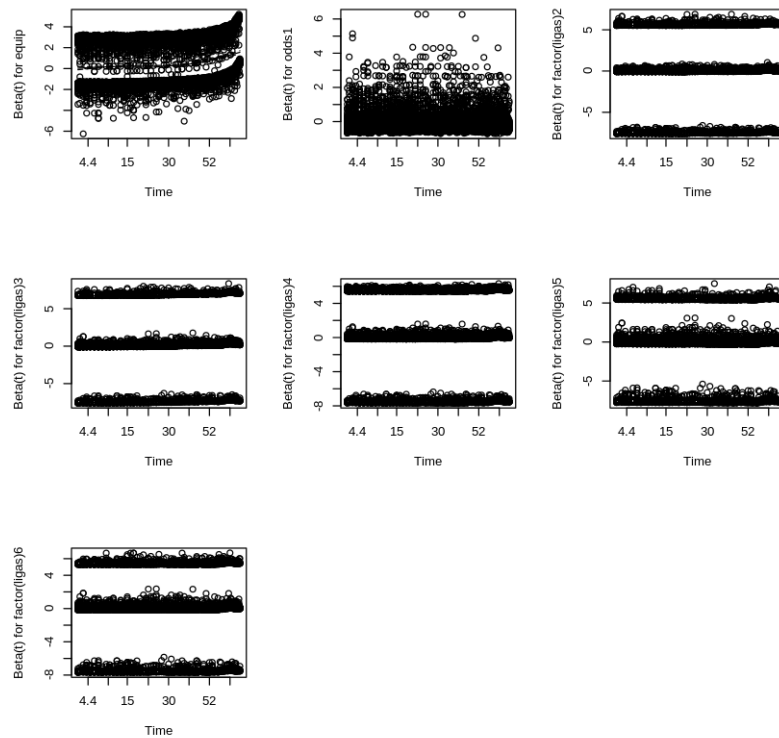 Beta(t) for equip
4
2
0
-2
-6
4.4 15 30 52
Time
Beta(t) for odds1
6
4
2
0
4.4 15 30 52
Time
Beta(t) for factor(ligas)2
5
0
-5
4.4 15 30 52
Time
Beta(t) for factor(ligas)3
5
0
-5
4.4 15 30 52
Time
Beta(t) for factor(ligas)4
4
0
-4
-8
4.4 15 30 52
Time
Beta(t) for factor(ligas)5
5
0
-5
4.4 15 30 52
Time
Beta(t) for factor(ligas)6
4
0
-4
-8
4.4 15 30 52
Time